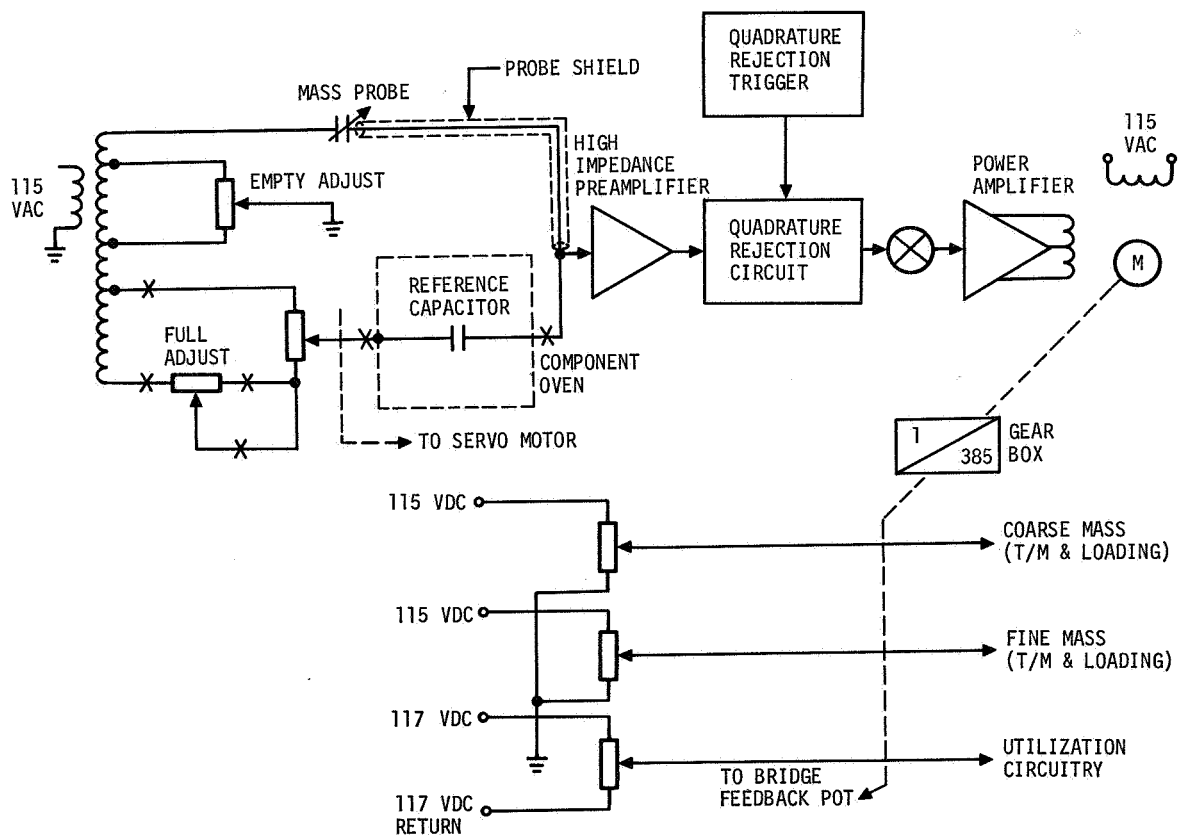 QUADRATURE
REJECTION
TRIGGER
PROBE SHIELD
MASS PROBE
115
VAC
EMPTY ADJUST
HIGH
IMPEDANCE
PREAMPLIFIER
QUADRATURE
REJECTION
CIRCUIT
POWER
AMPLIFIER
115
VAC
M
REFERENCE
CAPACITOR
FULL
ADJUST
COMPONENT
OVEN
TO SERVO MOTOR
1
385
GEAR
BOX
115 VDC
COARSE MASS
(T/M & LOADING)
115 VDC
FINE MASS
(T/M & LOADING)
117 VDC
UTILIZATION
CIRCUITRY
TO BRIDGE
FEEDBACK POT
117 VDC
RETURN